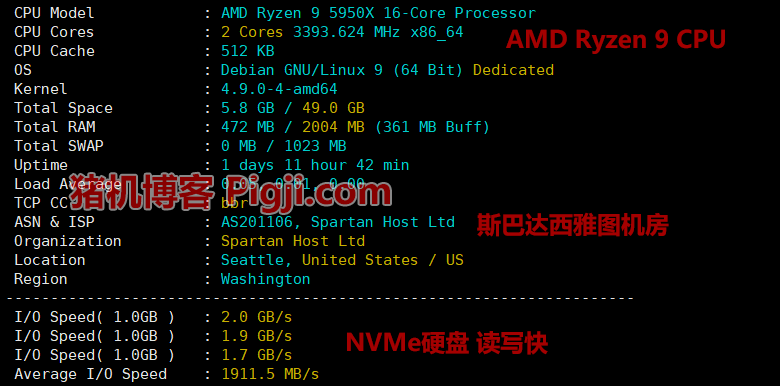 CPU Model : AMD Ryzen 9 5950X 16-Core Processor
CPU Cores : 2 Cores 3393.624 MHz x86_64
AMD Ryzen 9 CPU
CPU Cache : 512 KB
OS : Debian GNU/Linux 9 (64 Bit) Dedicated
Kernel : 4.9.0-4-amd64
Total Space : 5.8 GB / 49.0 GB
Total RAM : 472 MB / 2004 MB (361 MB Buff)
Total SWAP : 0 MB / 1023 MB
Uptime : 1 days 11 hour 42 min
Load Average : 0.03, 0.01, 0.00
猪机博客 Pigji.com
TCP CC : bbr
ASN & ISP : AS201106, Spartan Host Ltd
斯巴达西雅图机房
Organization : Spartan Host Ltd
Location : Seattle, United States / US
Region : Washington
----------------------------------------------------------------------
I/O Speed( 1.0GB ) : 2.0 GB/s
I/O Speed( 1.0GB ) : 1.9 GB/s
NVMe硬盘 读写快
I/O Speed( 1.0GB ) : 1.7 GB/s
Average I/O Speed : 1911.5 MB/s